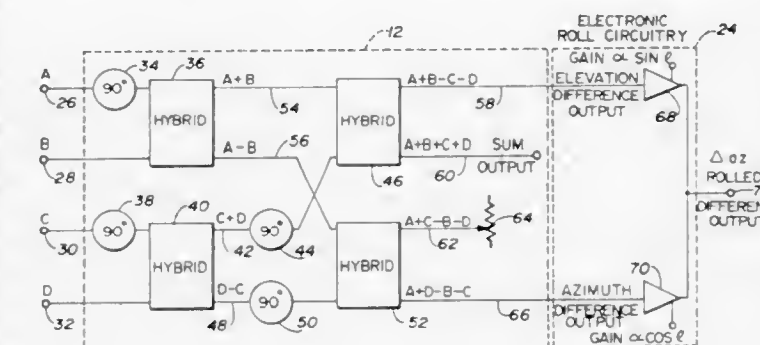 ELECTRONIC
ROLL CIRCUITRY
12
24
GAIN ∝ SIN ℓ
A
34
36
A+B
A+B-C-D
ELEVATION
90°
26
54
58
DIFFERENCE
OUTPUT
68
HYBRID
HYBRID
B
56
A-B
A+B+C+D
SUM
OUTPUT
28
46
60
Δ az
ROLLED
7
DIFFEREN
OUTPUT
C
38
40
C+D
A+C-B-D
64
90°
90°
30
42
44
62
HYBRID
HYBRID
70
D
D-C
90°
A+D-B-C
AZIMUTH
32
48
50
52
66
DIFFERENCE
OUTPUT
GAIN ∝ COS ℓ